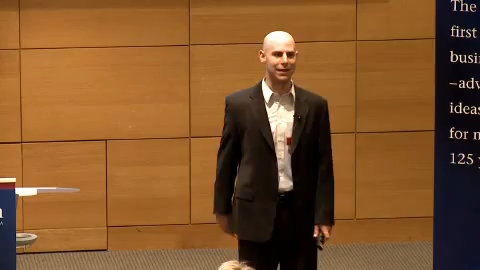 The
first
busi
–adv
ideas
for n
125 y
n